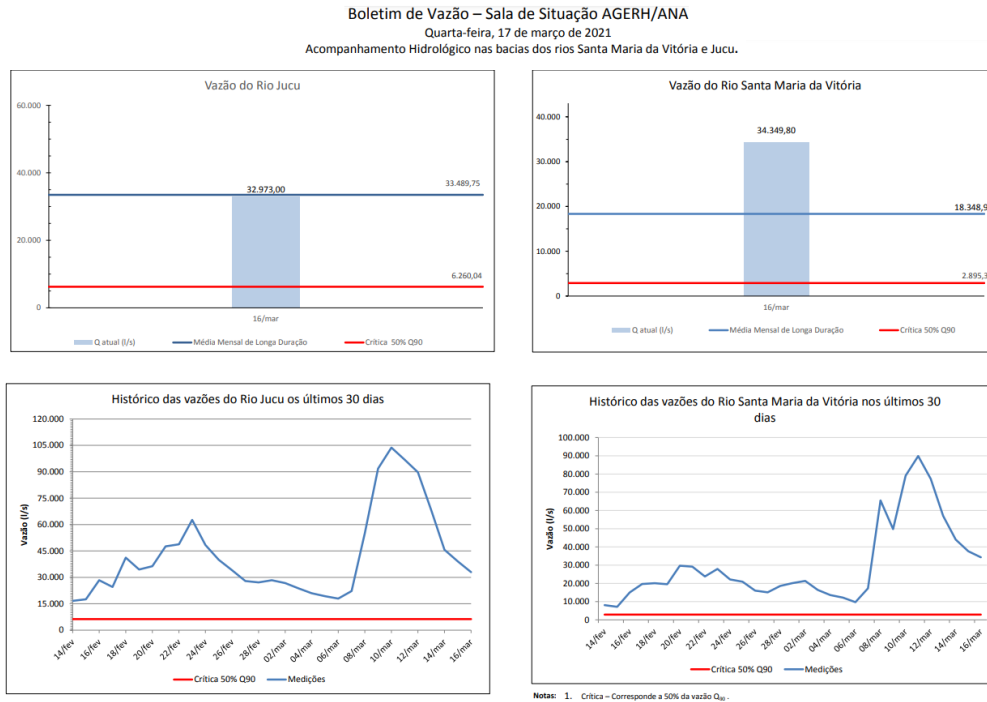 Boletim de Vazão – Sala de Situação AGERH/ANA
Quarta-feira, 17 de março de 2021
Acompanhamento Hidrológico nas bacias dos rios Santa Maria da Vitória e Jucu.
Vazão do Rio Jucu
60.000
40.000
20.000
0
32.973,00
33.489,75
6.260,04
16/mar
Q atual (l/s)
Média Mensal de Longa Duração
Crítica 50% Q90
Vazão do Rio Santa Maria da Vitória
40.000
30.000
20.000
10.000
0
34.349,80
18.348,9
2.895,3
16/mar
Q atual (l/s)
Média Mensal de Longa Duração
Crítica 50% Q90
Histórico das vazões do Rio Jucu os últimos 30 dias
Vazão (l/s)
120.000
105.000
90.000
75.000
60.000
45.000
30.000
15.000
0
14/fev
16/fev
18/fev
20/fev
22/fev
24/fev
26/fev
28/fev
02/mar
04/mar
06/mar
08/mar
10/mar
12/mar
14/mar
16/mar
Crítica 50% Q90
Medições
Histórico das vazões do Rio Santa Maria da Vitória nos últimos 30
dias
Vazão (l/s)
100.000
90.000
80.000
70.000
60.000
50.000
40.000
30.000
20.000
10.000
0
14/fev
16/fev
18/fev
20/fev
22/fev
24/fev
26/fev
28/fev
02/mar
04/mar
06/mar
08/mar
10/mar
12/mar
14/mar
16/mar
Crítica 50% Q90
Medições
Notas: 1. Crítica – Corresponde a 50% da vazão Q90 .